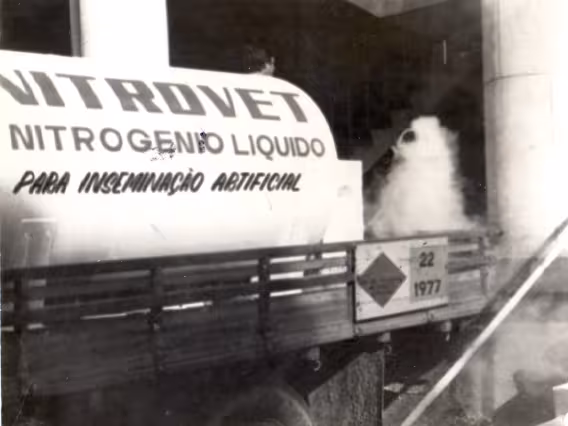 NITROVET
NITROGENIO LIQUIDO
PARA INSEMINAÇÃO ARTIFICIAL
22
1977